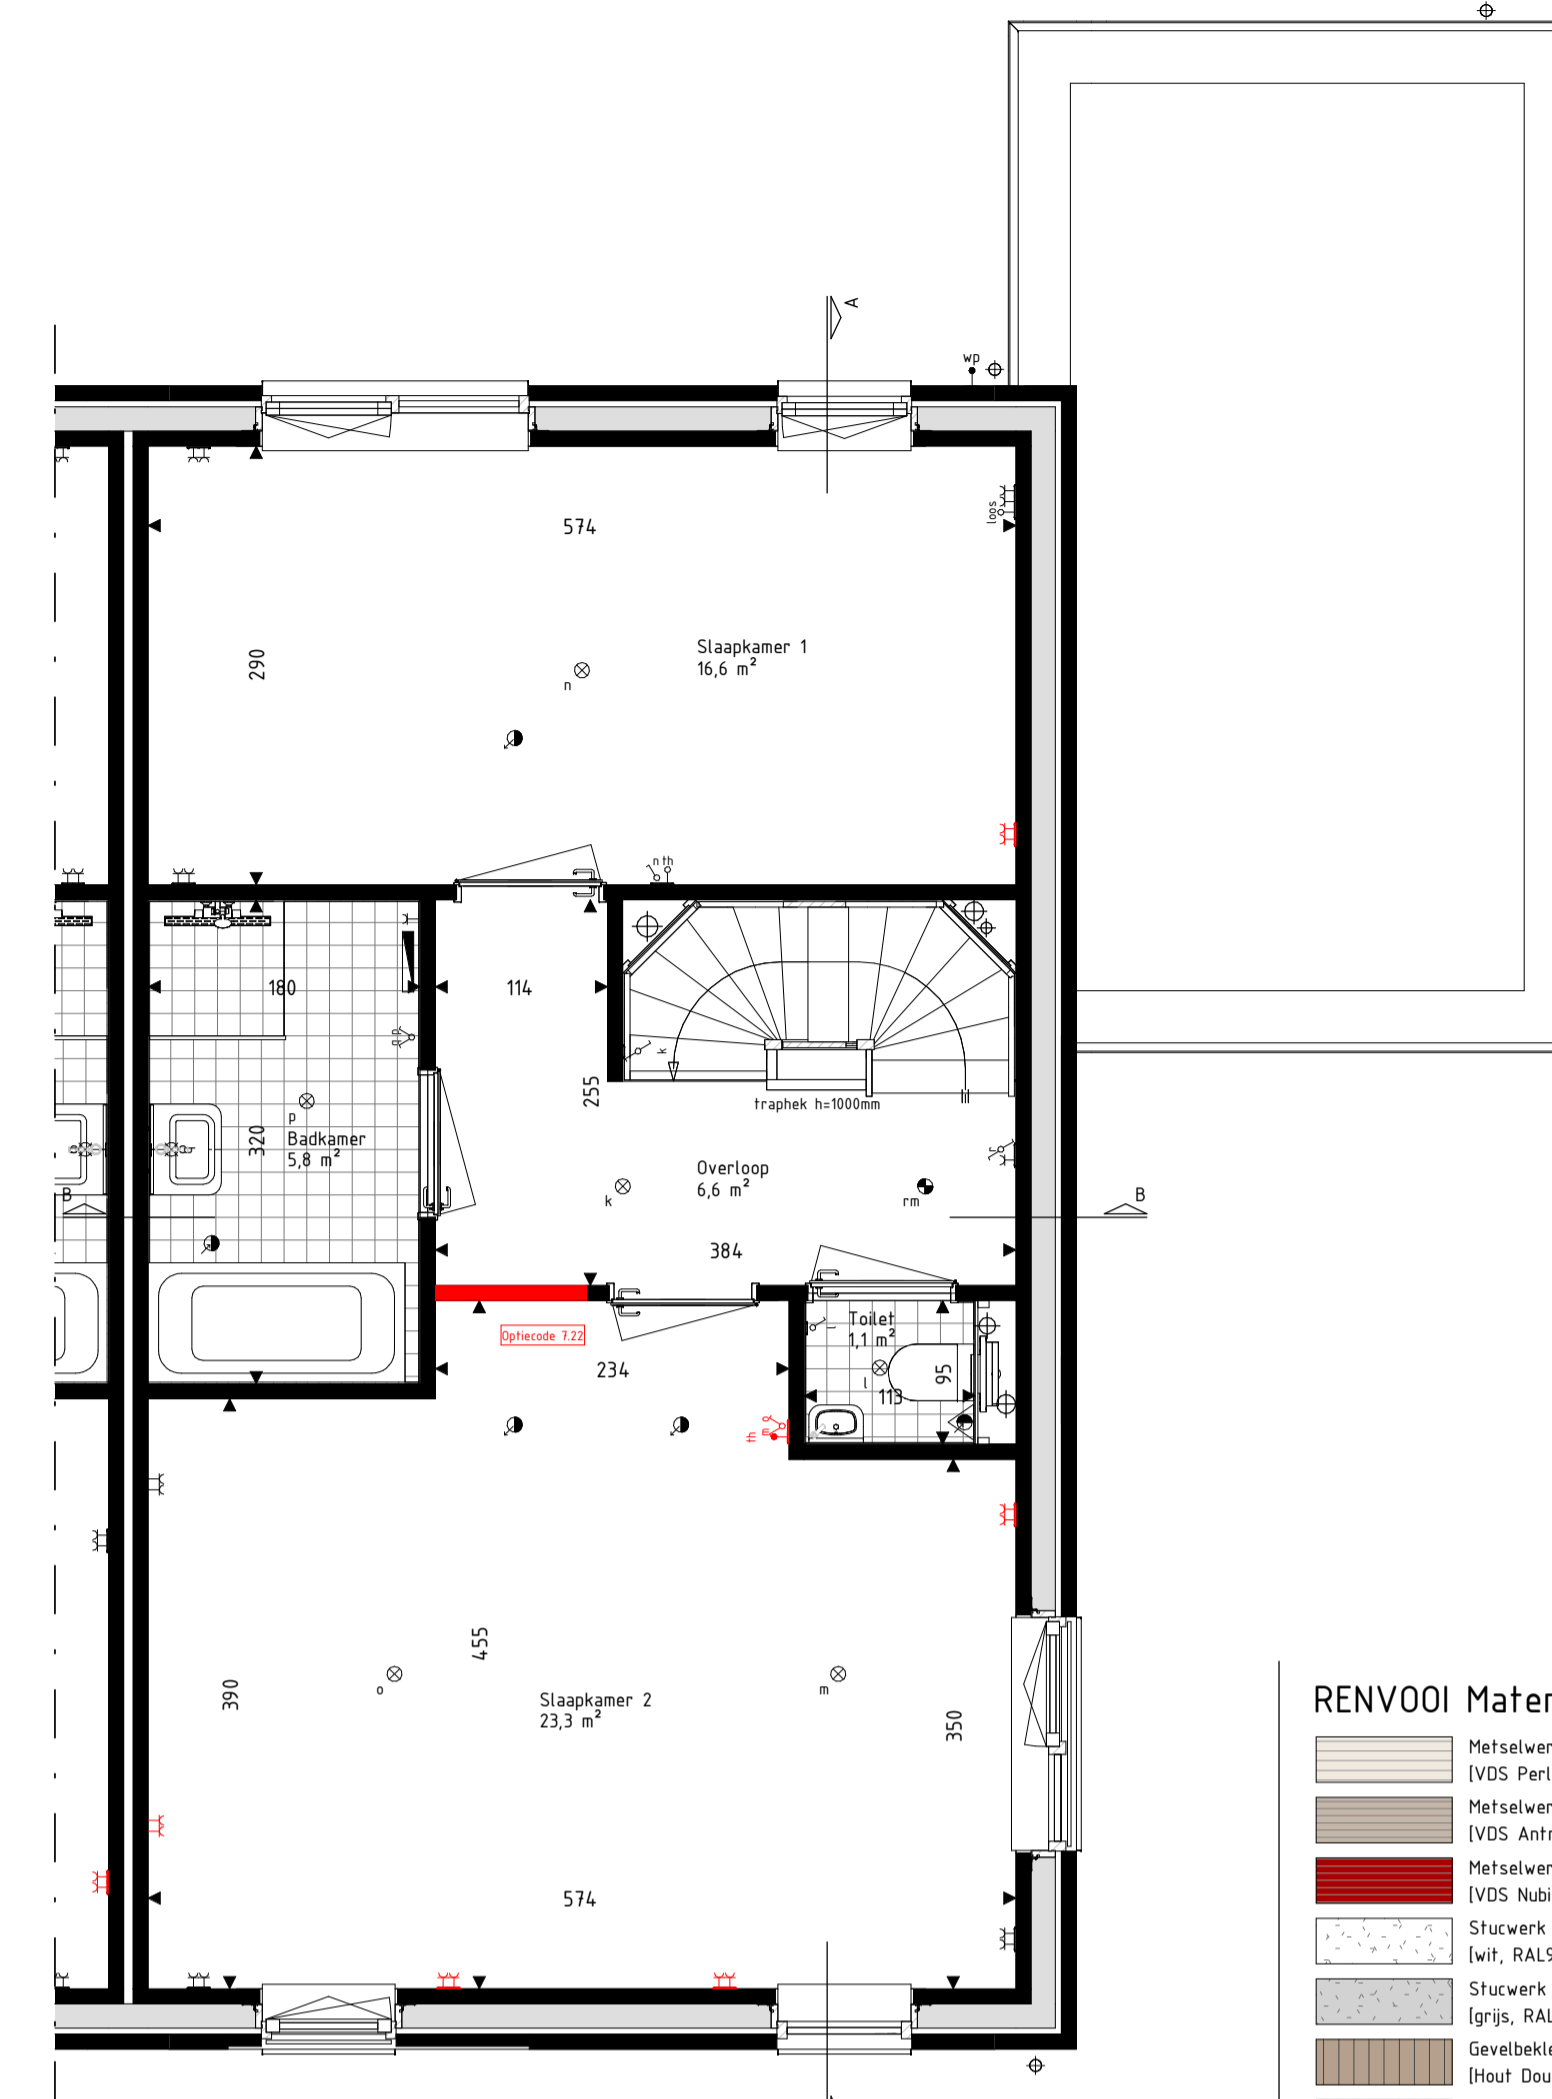 A
wp
574
loos
290
Slaapkamer 1
16,6 m²
n
n th
180
114
k
255
traphek h=1000mm
320
p
Badkamer
5,8 m²
B
Overloop
6,6 m²
k
rm
B
384
Optiecode 7.22
234
Toilet
1,1 m²
l
113
95
th
m
455
390
o
Slaapkamer 2
23,3 m²
m
350
574
RENVOOI Mater
Metselwer
[VDS Perl
Metselwer
[VDS Antr
Metselwer
[VDS Nubi
Stucwerk
[wit, RAL9
Stucwerk
[grijs, RAL
Gevelbekle
[Hout Dou